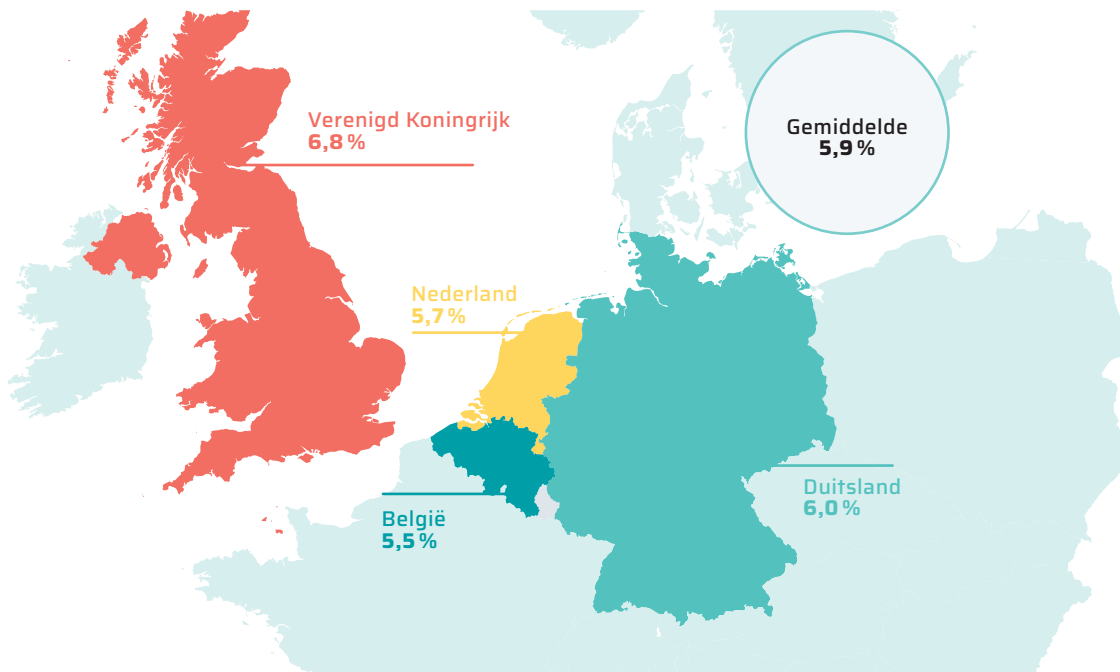 Verenigd Koningrijk
6,8 %
Gemiddelde
5,9 %
Nederland
5,7 %
Duitsland
6,0 %
België
5,5 %